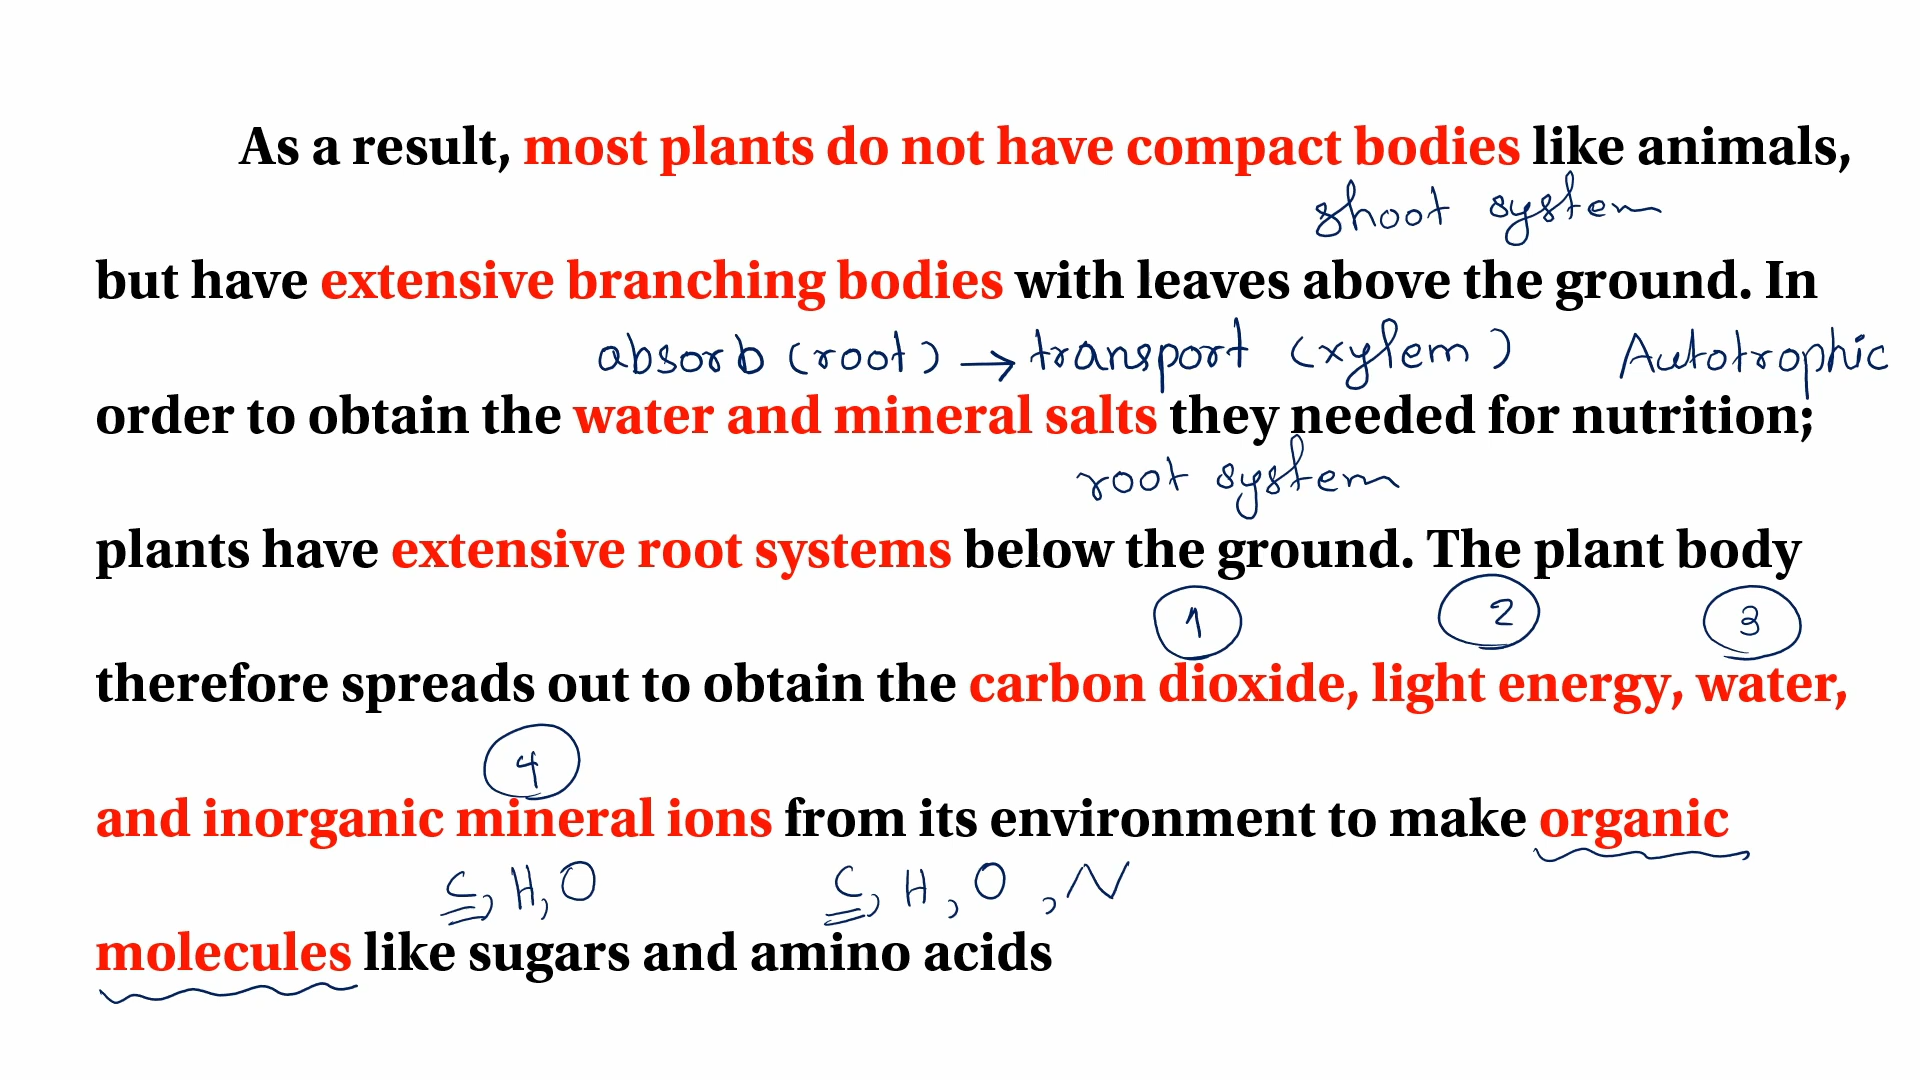 As a result, most plants do not have compact bodies like animals,
shoot system
but have extensive branching bodies with leaves above the ground. In
absorb (root) → transport (xylem) Autotrophic
order to obtain the water and mineral salts they needed for nutrition;
root system
plants have extensive root systems below the ground. The plant body
1 2 3
therefore spreads out to obtain the carbon dioxide, light energy, water,
4
and inorganic mineral ions from its environment to make organic
C, H, O C, H, O, N
molecules like sugars and amino acids